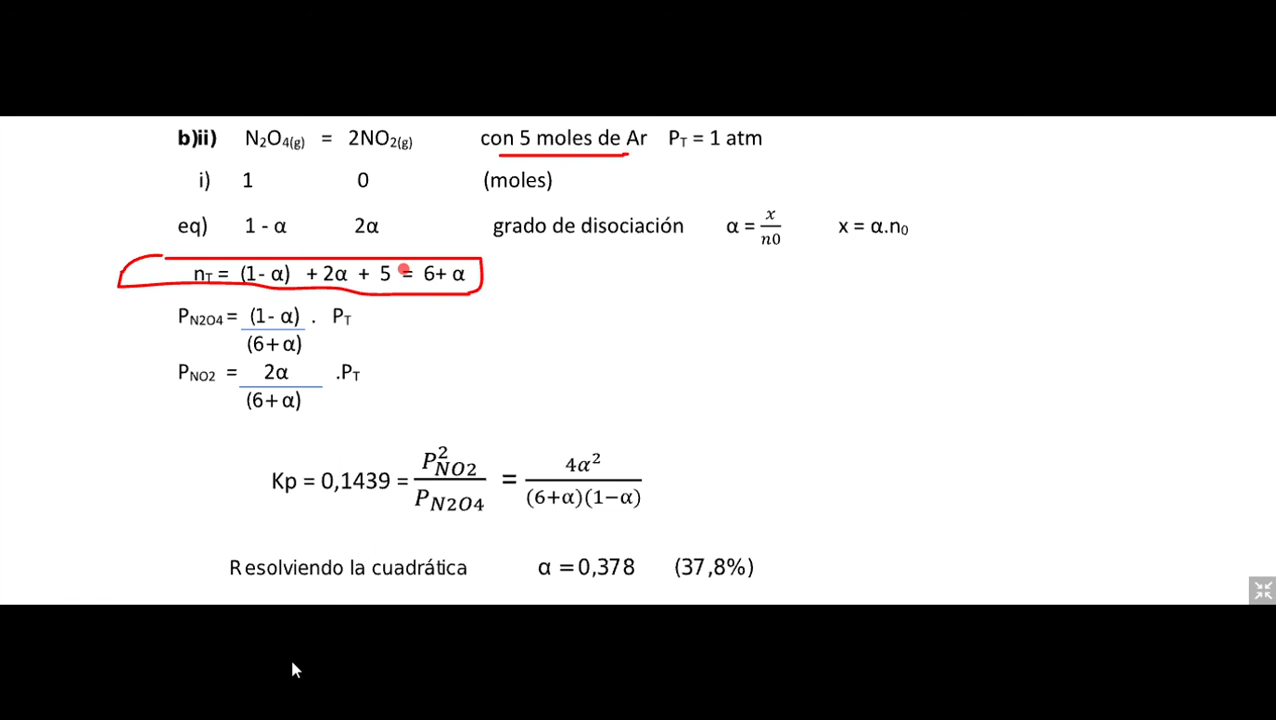 b)ii) N₂O₄(g) = 2NO₂(g) con 5 moles de Ar P_T = 1 atm
i) 1 0 (moles)
eq) 1 - α 2α grado de disociación α = x/n0 x = α.n₀
n_T = (1- α) + 2α + 5 = 6+ α
P_N2O4 = (1- α) . P_T
(6+ α)
P_NO2 = 2α .P_T
(6+ α)
Kp = 0,1439 = P²_NO2 / P_N2O4 = 4α² / (6+α)(1−α)
Resolviendo la cuadrática α = 0,378 (37,8%)